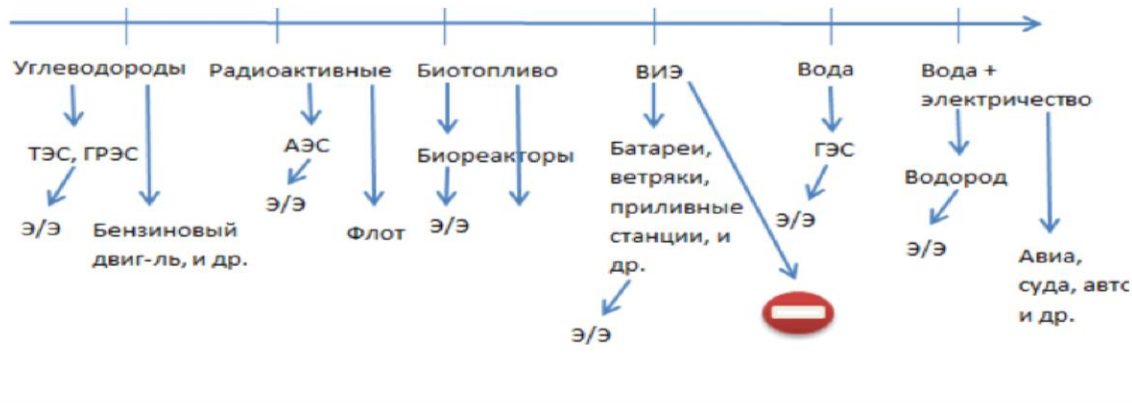 Углеводороды
Радиоактивные
Биотопливо
ВИЭ
Вода
Вода +
электричество
ТЭС, ГРЭС
АЭС
Биореакторы
Батареи,
ветряки,
приливные
станции, и
др.
ГЭС
Водород
Э/Э
Бензиновый
двиг-ль, и др.
Э/Э
Флот
Э/Э
Э/Э
Э/Э
Э/Э
Авиа,
суда, авто
и др.